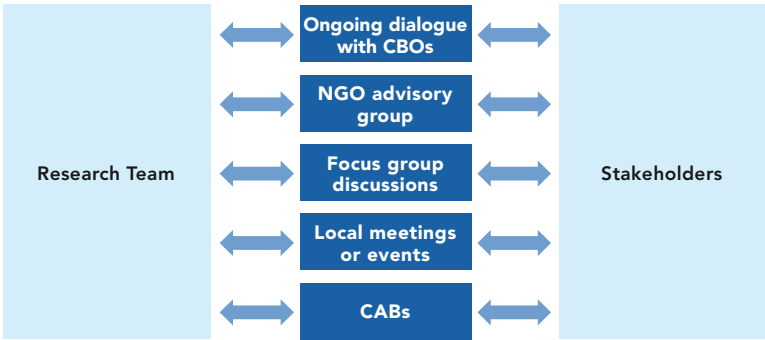 Research Team
Ongoing dialogue
with CBOs
NGO advisory
group
Focus group
discussions
Local meetings
or events
CABs
Stakeholders